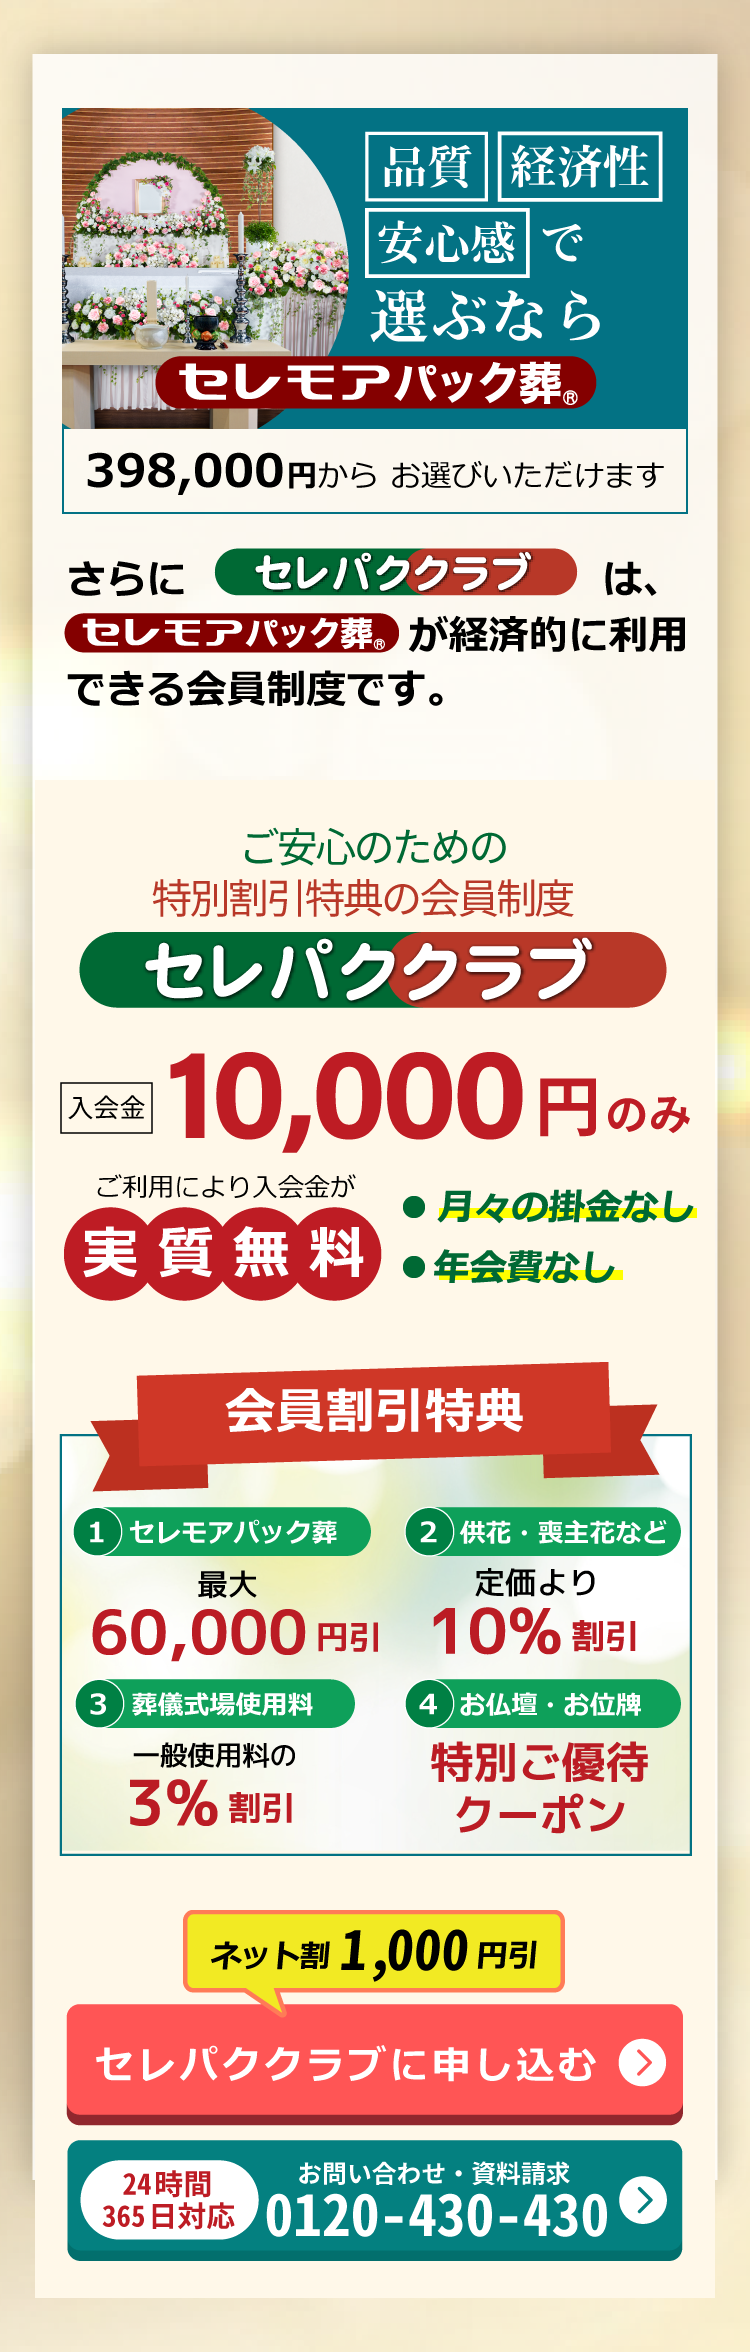 品質 経済性
安心感 で
選ぶなら
セレモアパック葬®
398,000円から お選びいただけます
さらに セレパククラブ は、
セレモアパック葬® が経済的に利用
できる会員制度です。
ご安心のための
特別割引特典の会員制度
セレパククラブ
入会金 10,000円のみ
ご利用により入会金が
実質無料
● 月々の掛金なし
● 年会費なし
会員割引特典
1 セレモアパック葬
最大
60,000円引
2 供花・喪主花など
定価より
10%割引
3 葬儀式場使用料
一般使用料の
3%割引
4 お仏壇・お位牌
特別ご優待
クーポン
ネット割 1,000円引
セレパククラブに申し込む
24時間
365日対応
お問い合わせ・資料請求
0120-430-430